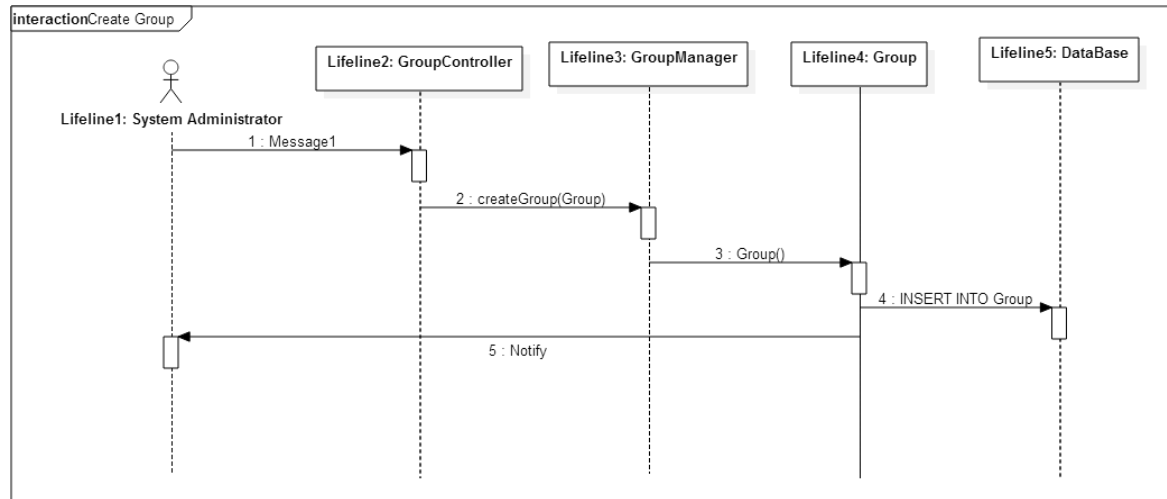 interactionCreate Group
Lifeline1: System Administrator
Lifeline2: GroupController
Lifeline3: GroupManager
Lifeline4: Group
Lifeline5: DataBase
1 : Message1
2 : createGroup(Group)
3 : Group()
4 : INSERT INTO Group
5 : Notify